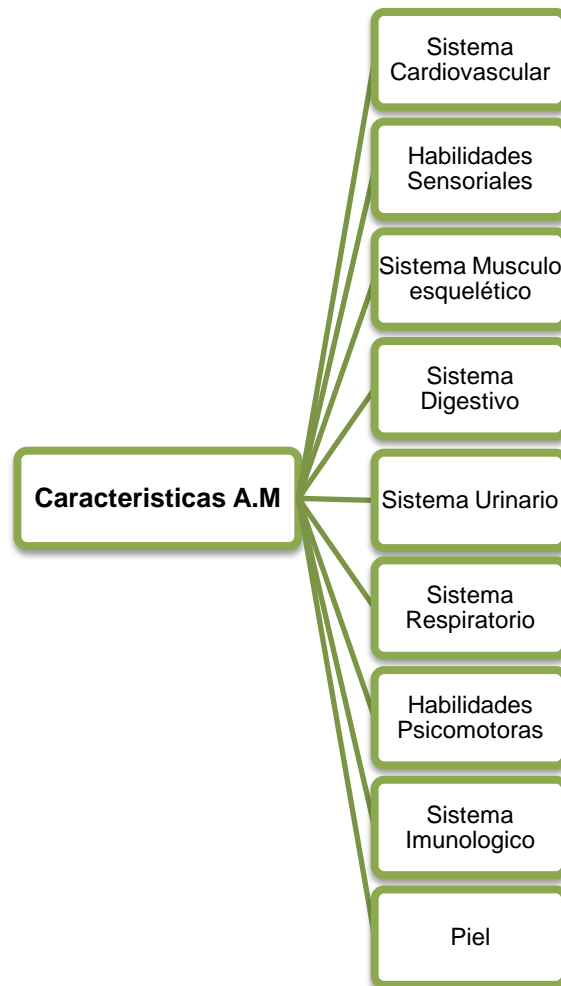 Sistema
Cardiovascular
Habilidades
Sensoriales
Sistema Musculo
esquelético
Sistema
Digestivo
Caracteristicas A.M
Sistema Urinario
Sistema
Respiratorio
Habilidades
Psicomotoras
Sistema
Imunologico
Piel